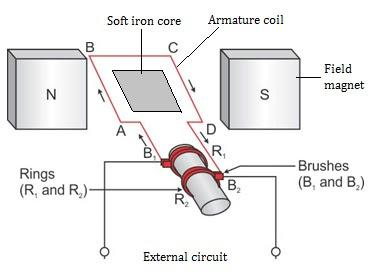 Soft iron core
Armature coil
B
C
Field
magnet
N
S
A
D
B₁
R₁
Rings
(R₁ and R₂)
Brushes
(B₁ and B₂)
B₂
R₂
External circuit